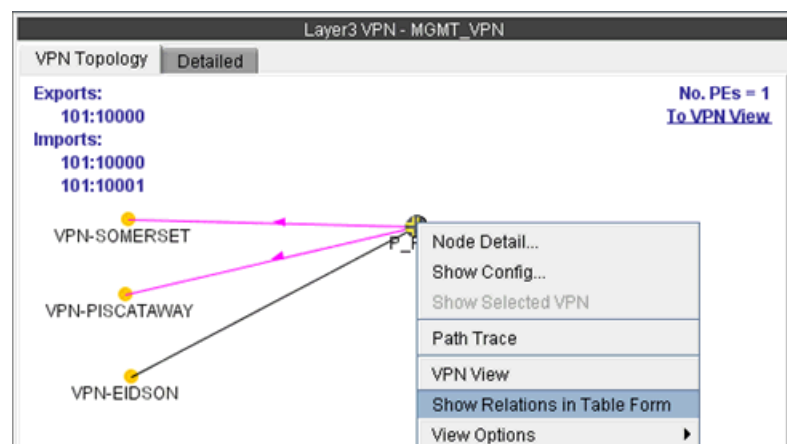 Layer3 VPN - MGMT_VPN
VPN Topology
Detailed
Exports:
101:10000
Imports:
101:10000
101:10001
No. PEs = 1
To VPN View
VPN-SOMERSET
VPN-PISCATAWAY
VPN-EIDSON
Node Detail...
Show Config...
Show Selected VPN
Path Trace
VPN View
Show Relations in Table Form
View Options